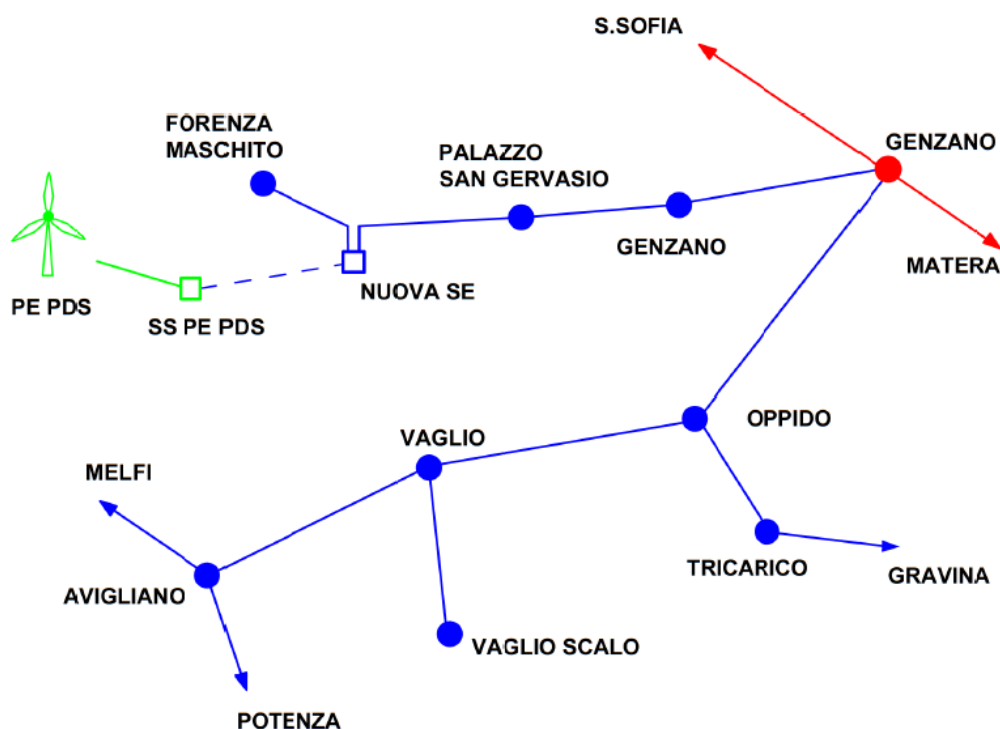 S.SOFIA
FORENZA
MASCHITO
GENZANO
PALAZZO
SAN GERVASIO
GENZANO
MATERA
NUOVA SE
PE PDS
SS PE PDS
OPPIDO
VAGLIO
MELFI
TRICARICO
GRAVINA
AVIGLIANO
VAGLIO SCALO
POTENZA